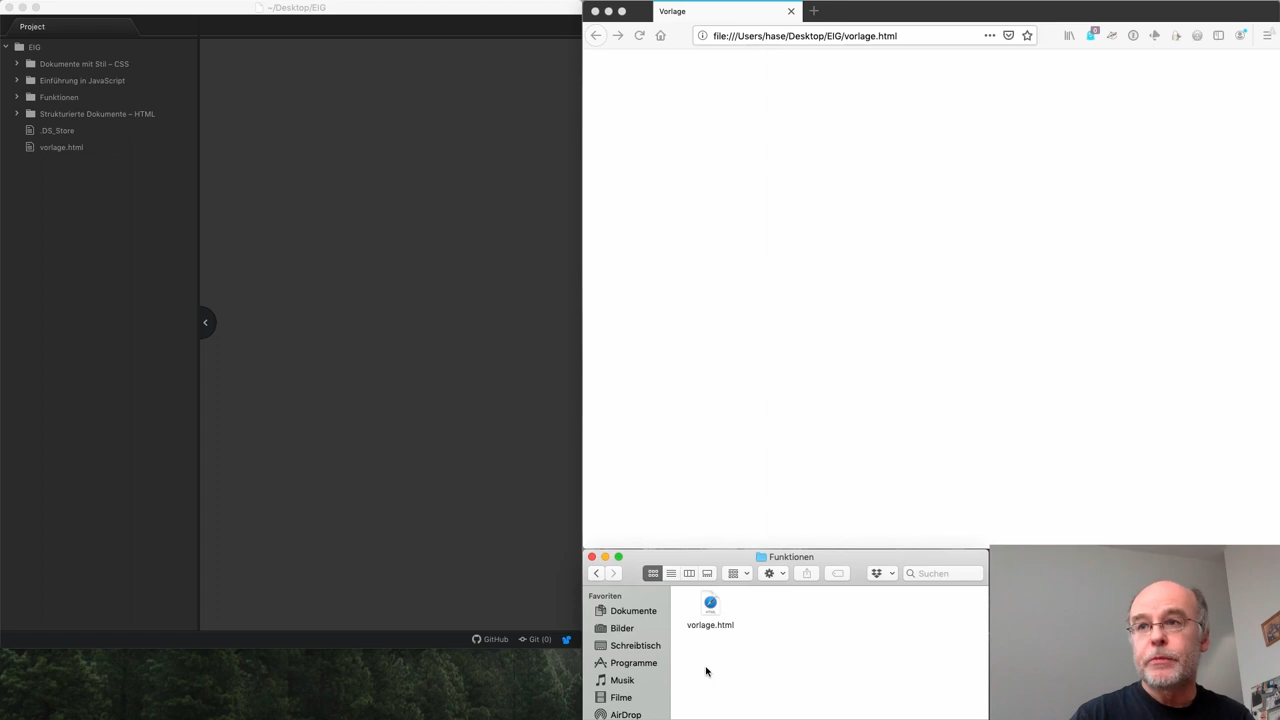 ~/Desktop/EIG
Project
EIG
Dokumente mit Stil – CSS
Einführung in JavaScript
Funktionen
Strukturierte Dokumente – HTML
.DS_Store
vorlage.html
GitHub
Git (0)
Vorlage
file:///Users/hase/Desktop/EIG/vorlage.html
0
Funktionen
Suchen
Favoriten
Dokumente
Bilder
Schreibtisch
Programme
Musik
Filme
AirDrop
vorlage.html